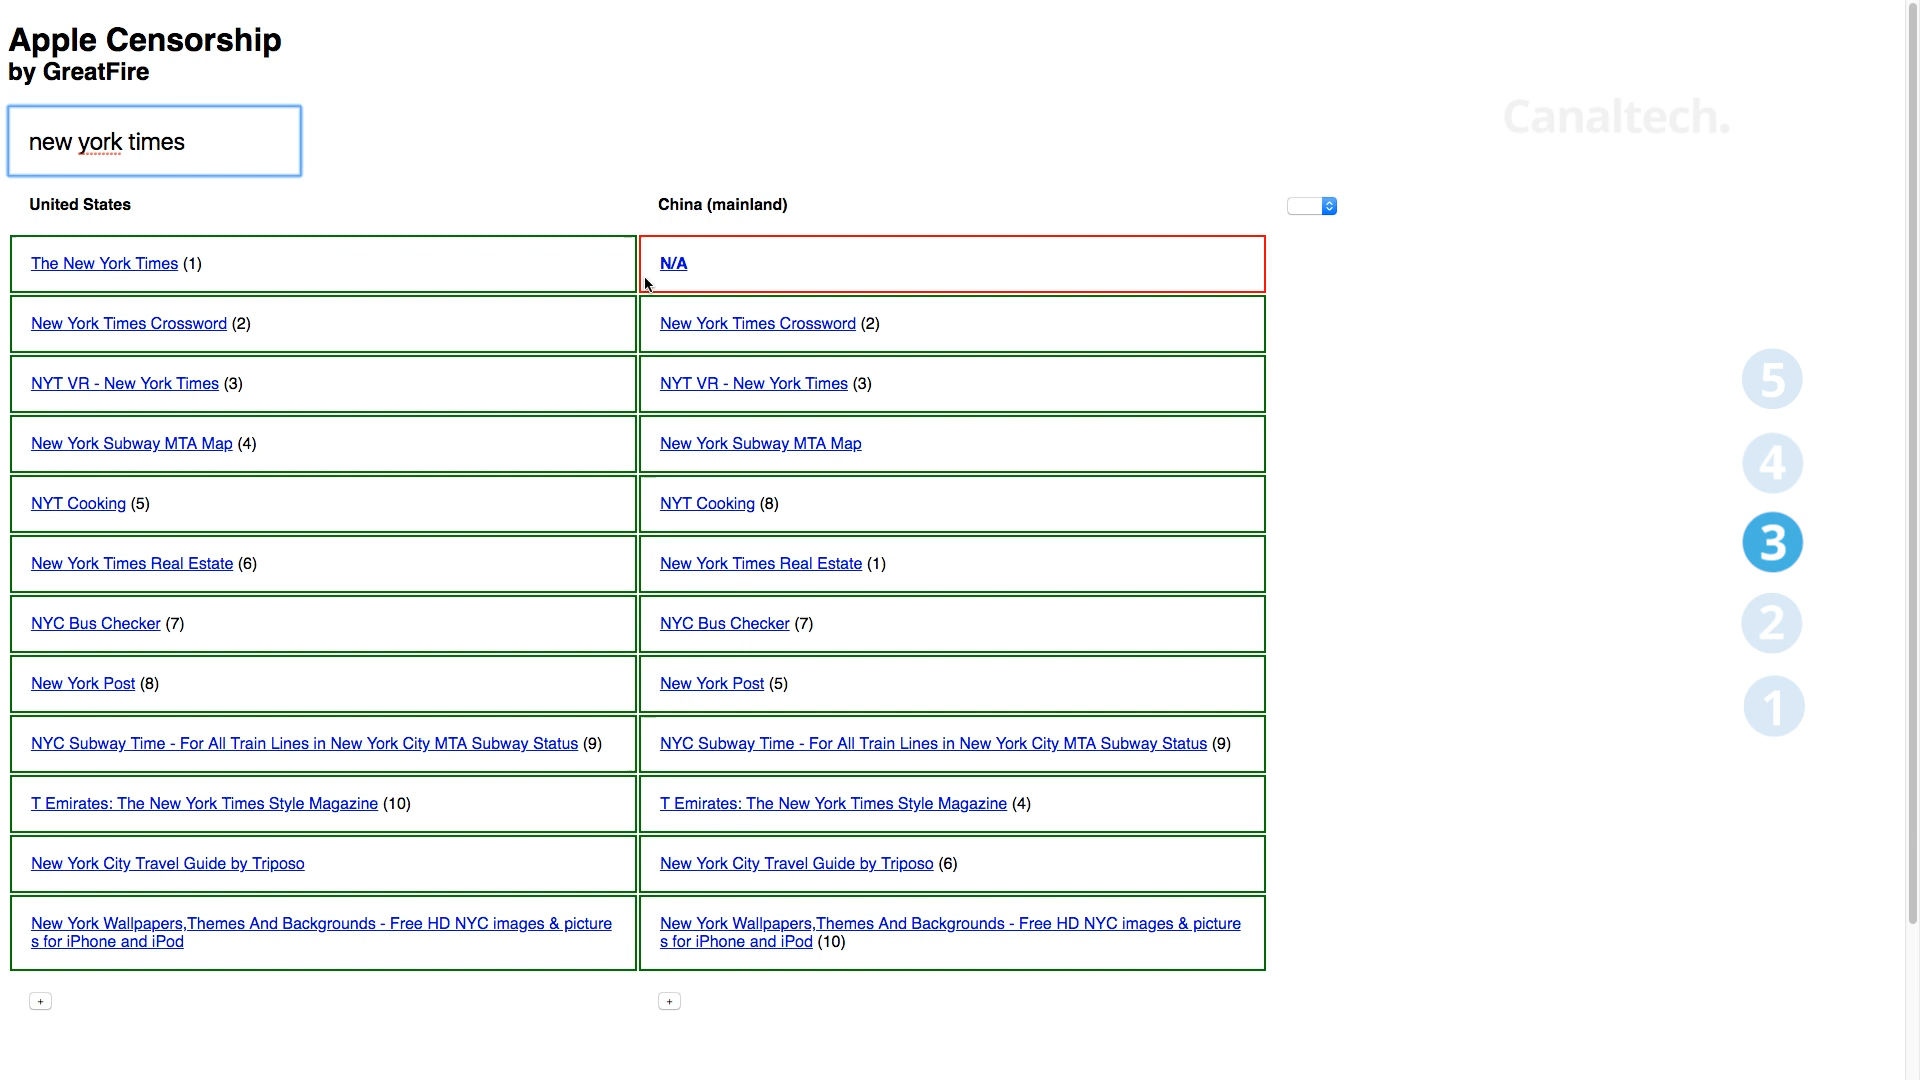 Apple Censorship
by GreatFire
Canaltech.
new york times
United States
China (mainland)
The New York Times (1)
N/A
New York Times Crossword (2)
New York Times Crossword (2)
NYT VR - New York Times (3)
NYT VR - New York Times (3)
New York Subway MTA Map (4)
New York Subway MTA Map
NYT Cooking (5)
NYT Cooking (8)
New York Times Real Estate (6)
New York Times Real Estate (1)
NYC Bus Checker (7)
NYC Bus Checker (7)
New York Post (8)
New York Post (5)
NYC Subway Time - For All Train Lines in New York City MTA Subway Status (9)
NYC Subway Time - For All Train Lines in New York City MTA Subway Status (9)
T Emirates: The New York Times Style Magazine (10)
T Emirates: The New York Times Style Magazine (4)
New York City Travel Guide by Triposo
New York City Travel Guide by Triposo (6)
New York Wallpapers,Themes And Backgrounds - Free HD NYC images & picture
s for iPhone and iPod
New York Wallpapers,Themes And Backgrounds - Free HD NYC images & picture
s for iPhone and iPod (10)
+
+
5
4
3
2
1